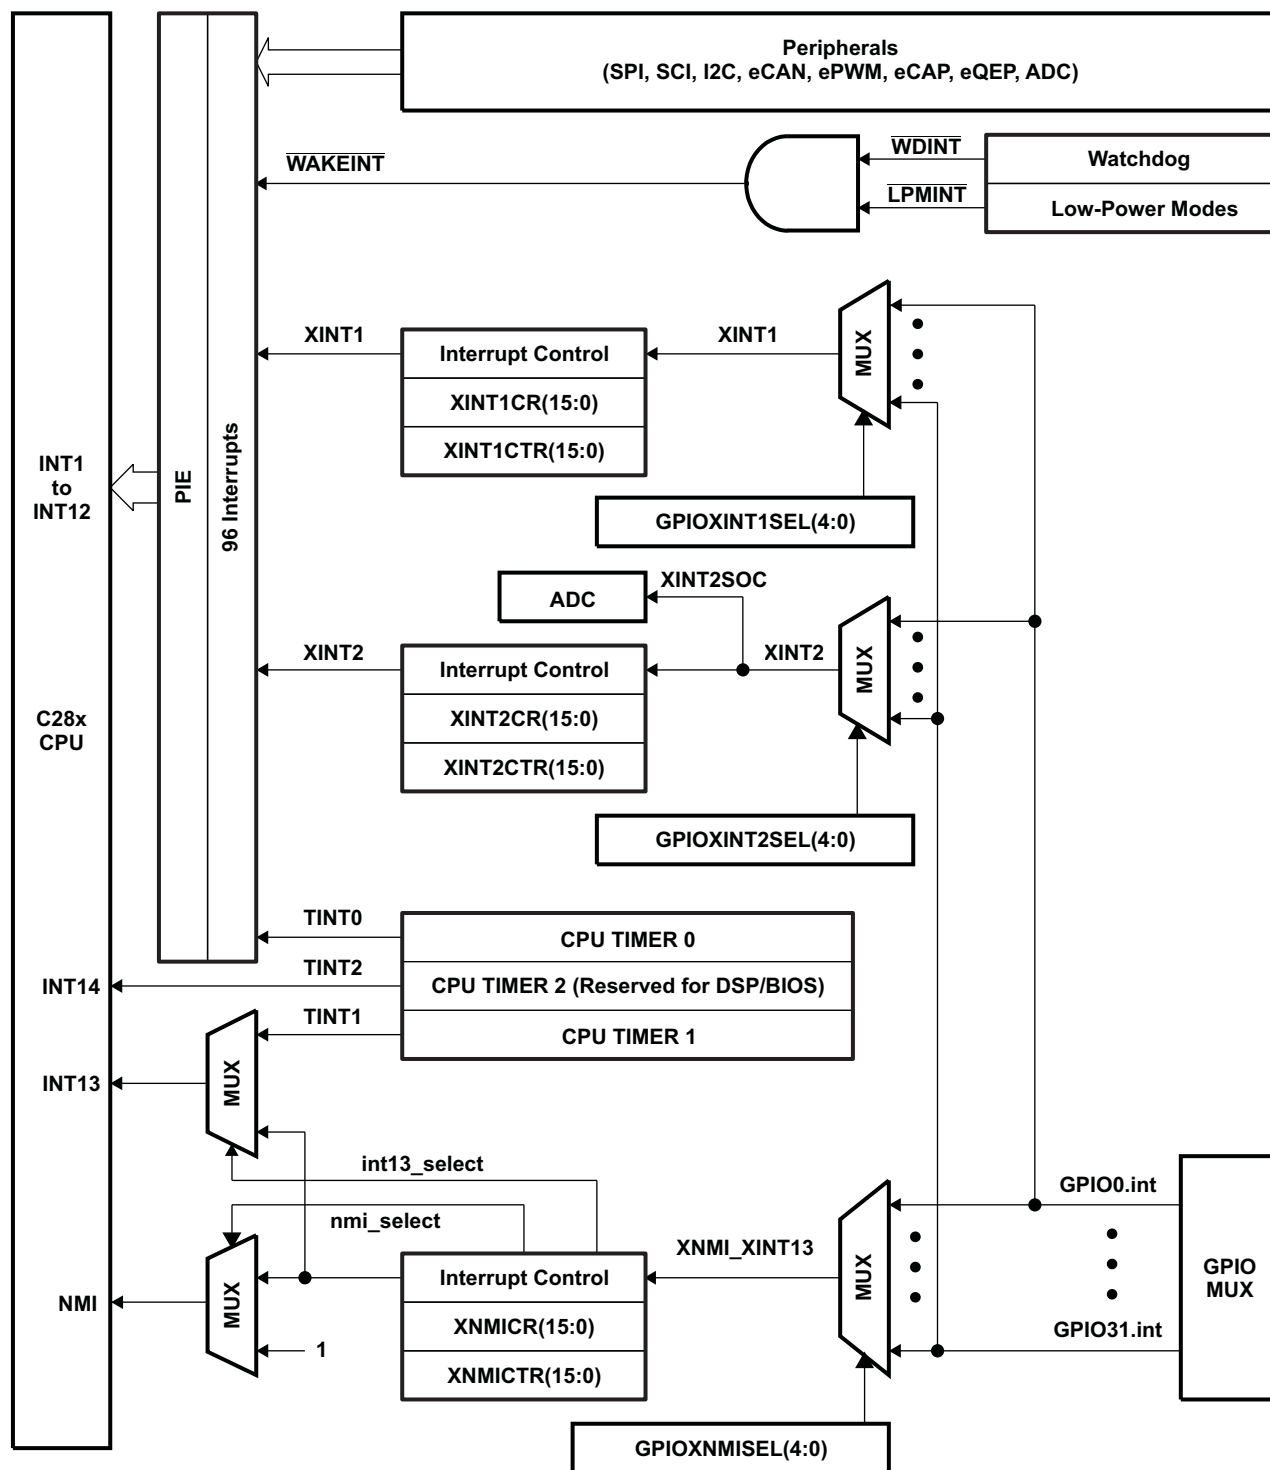 Peripherals
(SPI, SCI, I2C, eCAN, ePWM, eCAP, eQEP, ADC)
WDINT
Watchdog
WAKEINT
LPMINT
Low-Power Modes
XINT1
Interrupt Control
XINT1
MUX
XINT1CR(15:0)
XINT1CTR(15:0)
INT1
to
INT12
PIE
96 Interrupts
GPIOXINT1SEL(4:0)
XINT2SOC
ADC
XINT2
Interrupt Control
XINT2
MUX
C28x
CPU
XINT2CR(15:0)
XINT2CTR(15:0)
GPIOXINT2SEL(4:0)
TINT0
CPU TIMER 0
INT14
TINT2
CPU TIMER 2 (Reserved for DSP/BIOS)
TINT1
CPU TIMER 1
INT13
MUX
int13_select
GPIO0.int
nmi_select
XNMI_XINT13
NMI
MUX
Interrupt Control
MUX
GPIO
MUX
XNMICR(15:0)
GPIO31.int
1
XNMICTR(15:0)
GPIOXNMISEL(4:0)